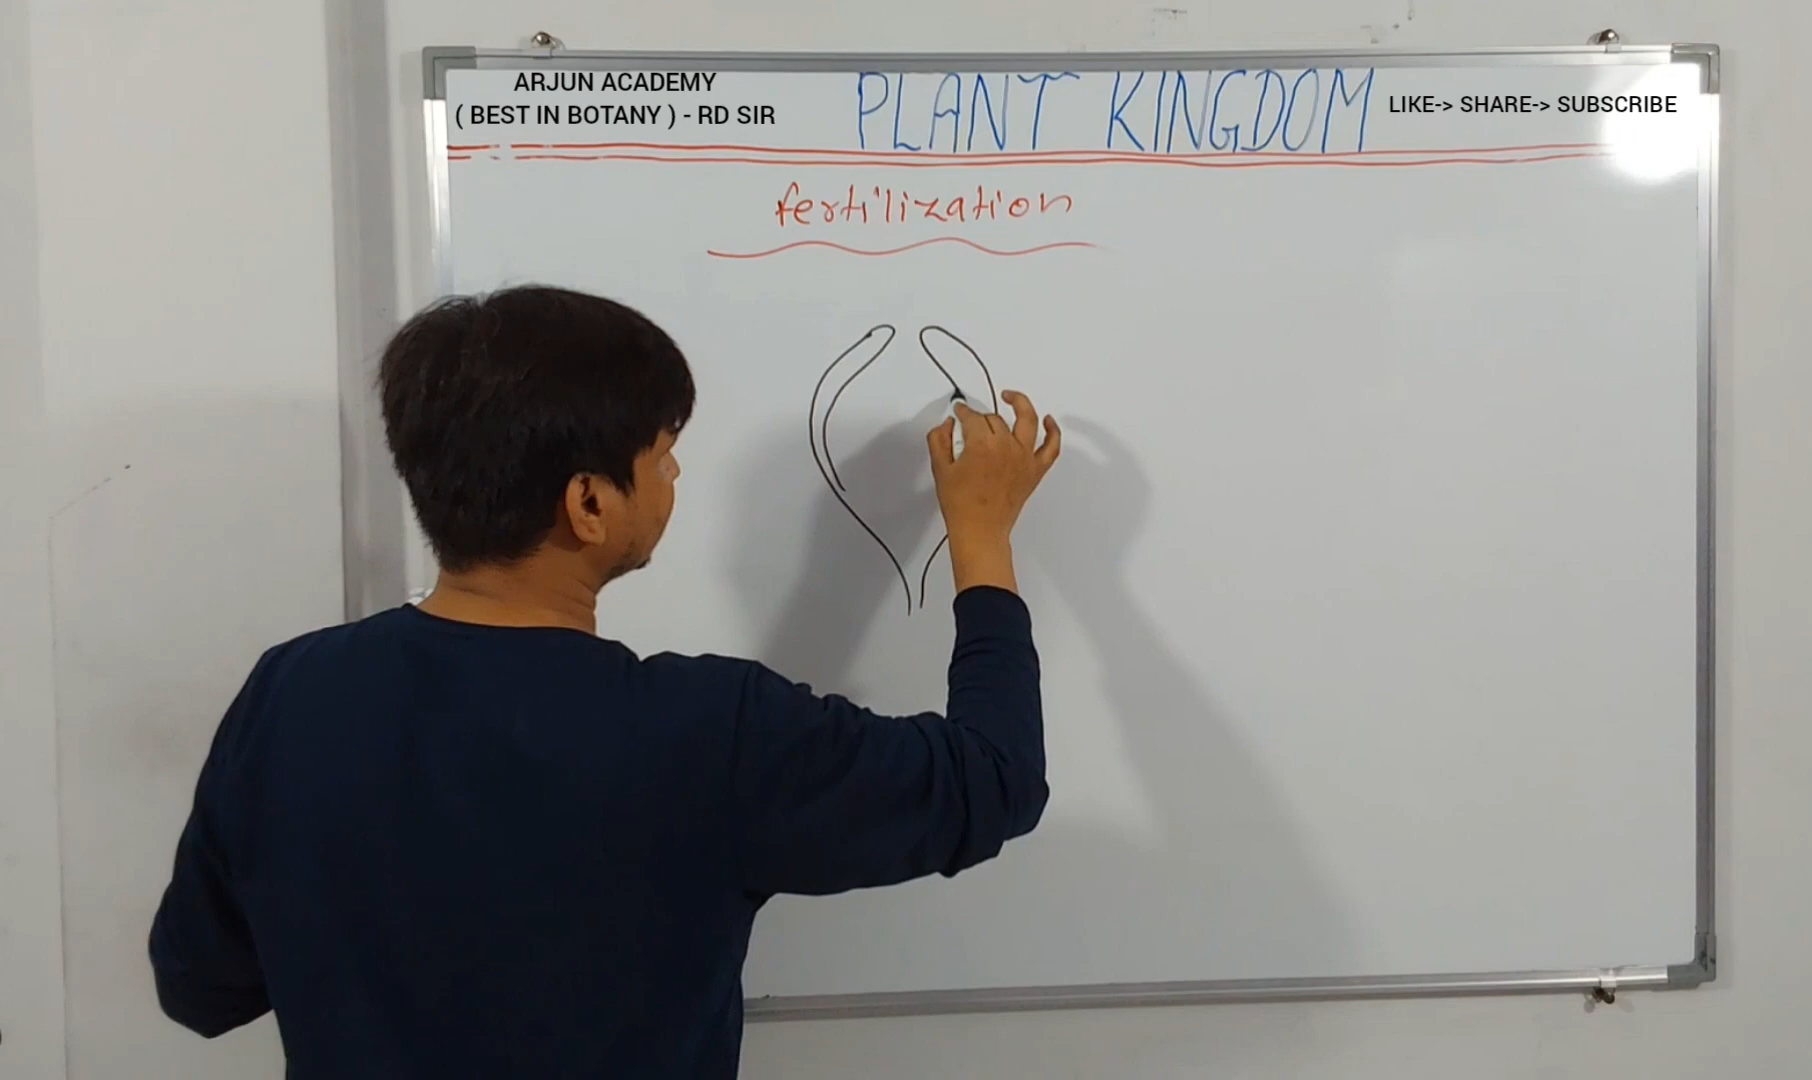 ARJUN ACADEMY
( BEST IN BOTANY ) - RD SIR
PLANT KINGDOM
LIKE-> SHARE-> SUBSCRIBE
fertilization